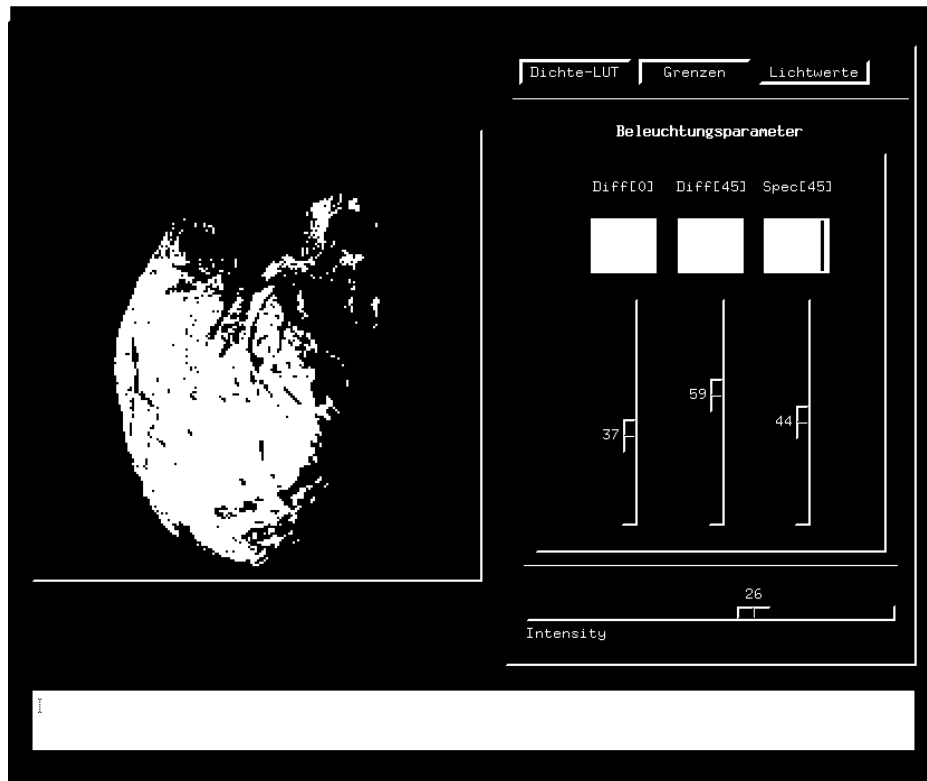 Dichte-LUT Grenzen Lichtwerte
Beleuchtungsparameter
Diff[0] Diff[45] Spec[45]
59
44
37
26
Intensity